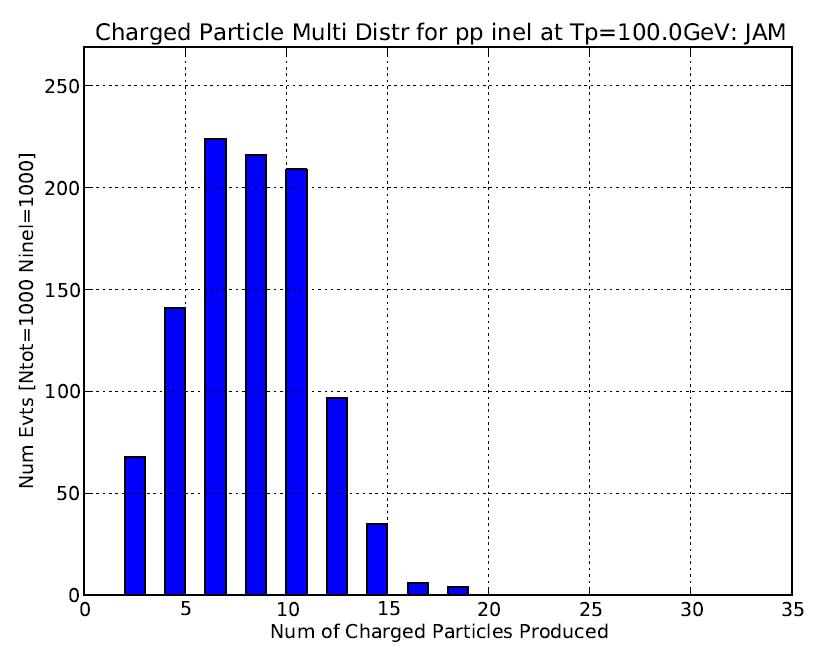 Charged Particle Multi Distr for pp inel at Tp=100.0GeV: JAM
Num Evts [Ntot=1000 Ninel=1000]
250
200
150
100
50
0
0 5 10 15 20 25 30 35
Num of Charged Particles Produced